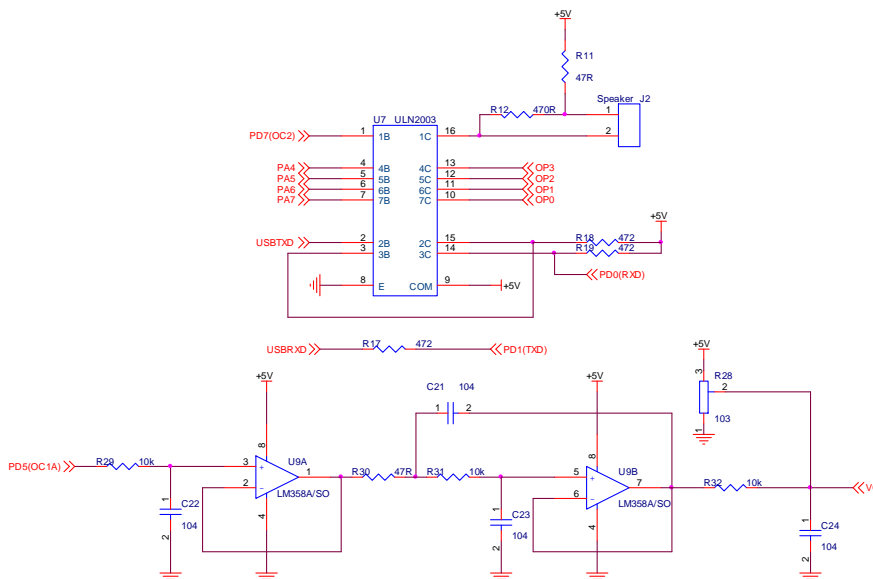 +5V
R11
47R
Speaker J2
R12 470R
1
2
U7 ULN2003
PD7(OC2) 1 1B 1C 16
PA4 4 4B 4C 13 OP3
PA5 5 5B 5C 12 OP2
PA6 6 6B 6C 11 OP1
PA7 7 7B 7C 10 OP0
+5V
USBTXD 2 2B 2C 15 R18 472
3 3B 3C 14 R19 472
PD0(RXD)
8 E COM 9 +5V
USBRXD R17 472 PD1(TXD)
+5V
C21 104
1 2
+5V
+5V
3 R28
2
103
1
PD5(OC1A) R29 10k 3 + 8 U9A 1 R30 47R R31 10k 5 + 8 U9B 7 R32 10k
2 - LM358A/SO 6 - LM358A/SO
4
4
1 C22
104
2
1 C23
104
2
1 C24
104
2